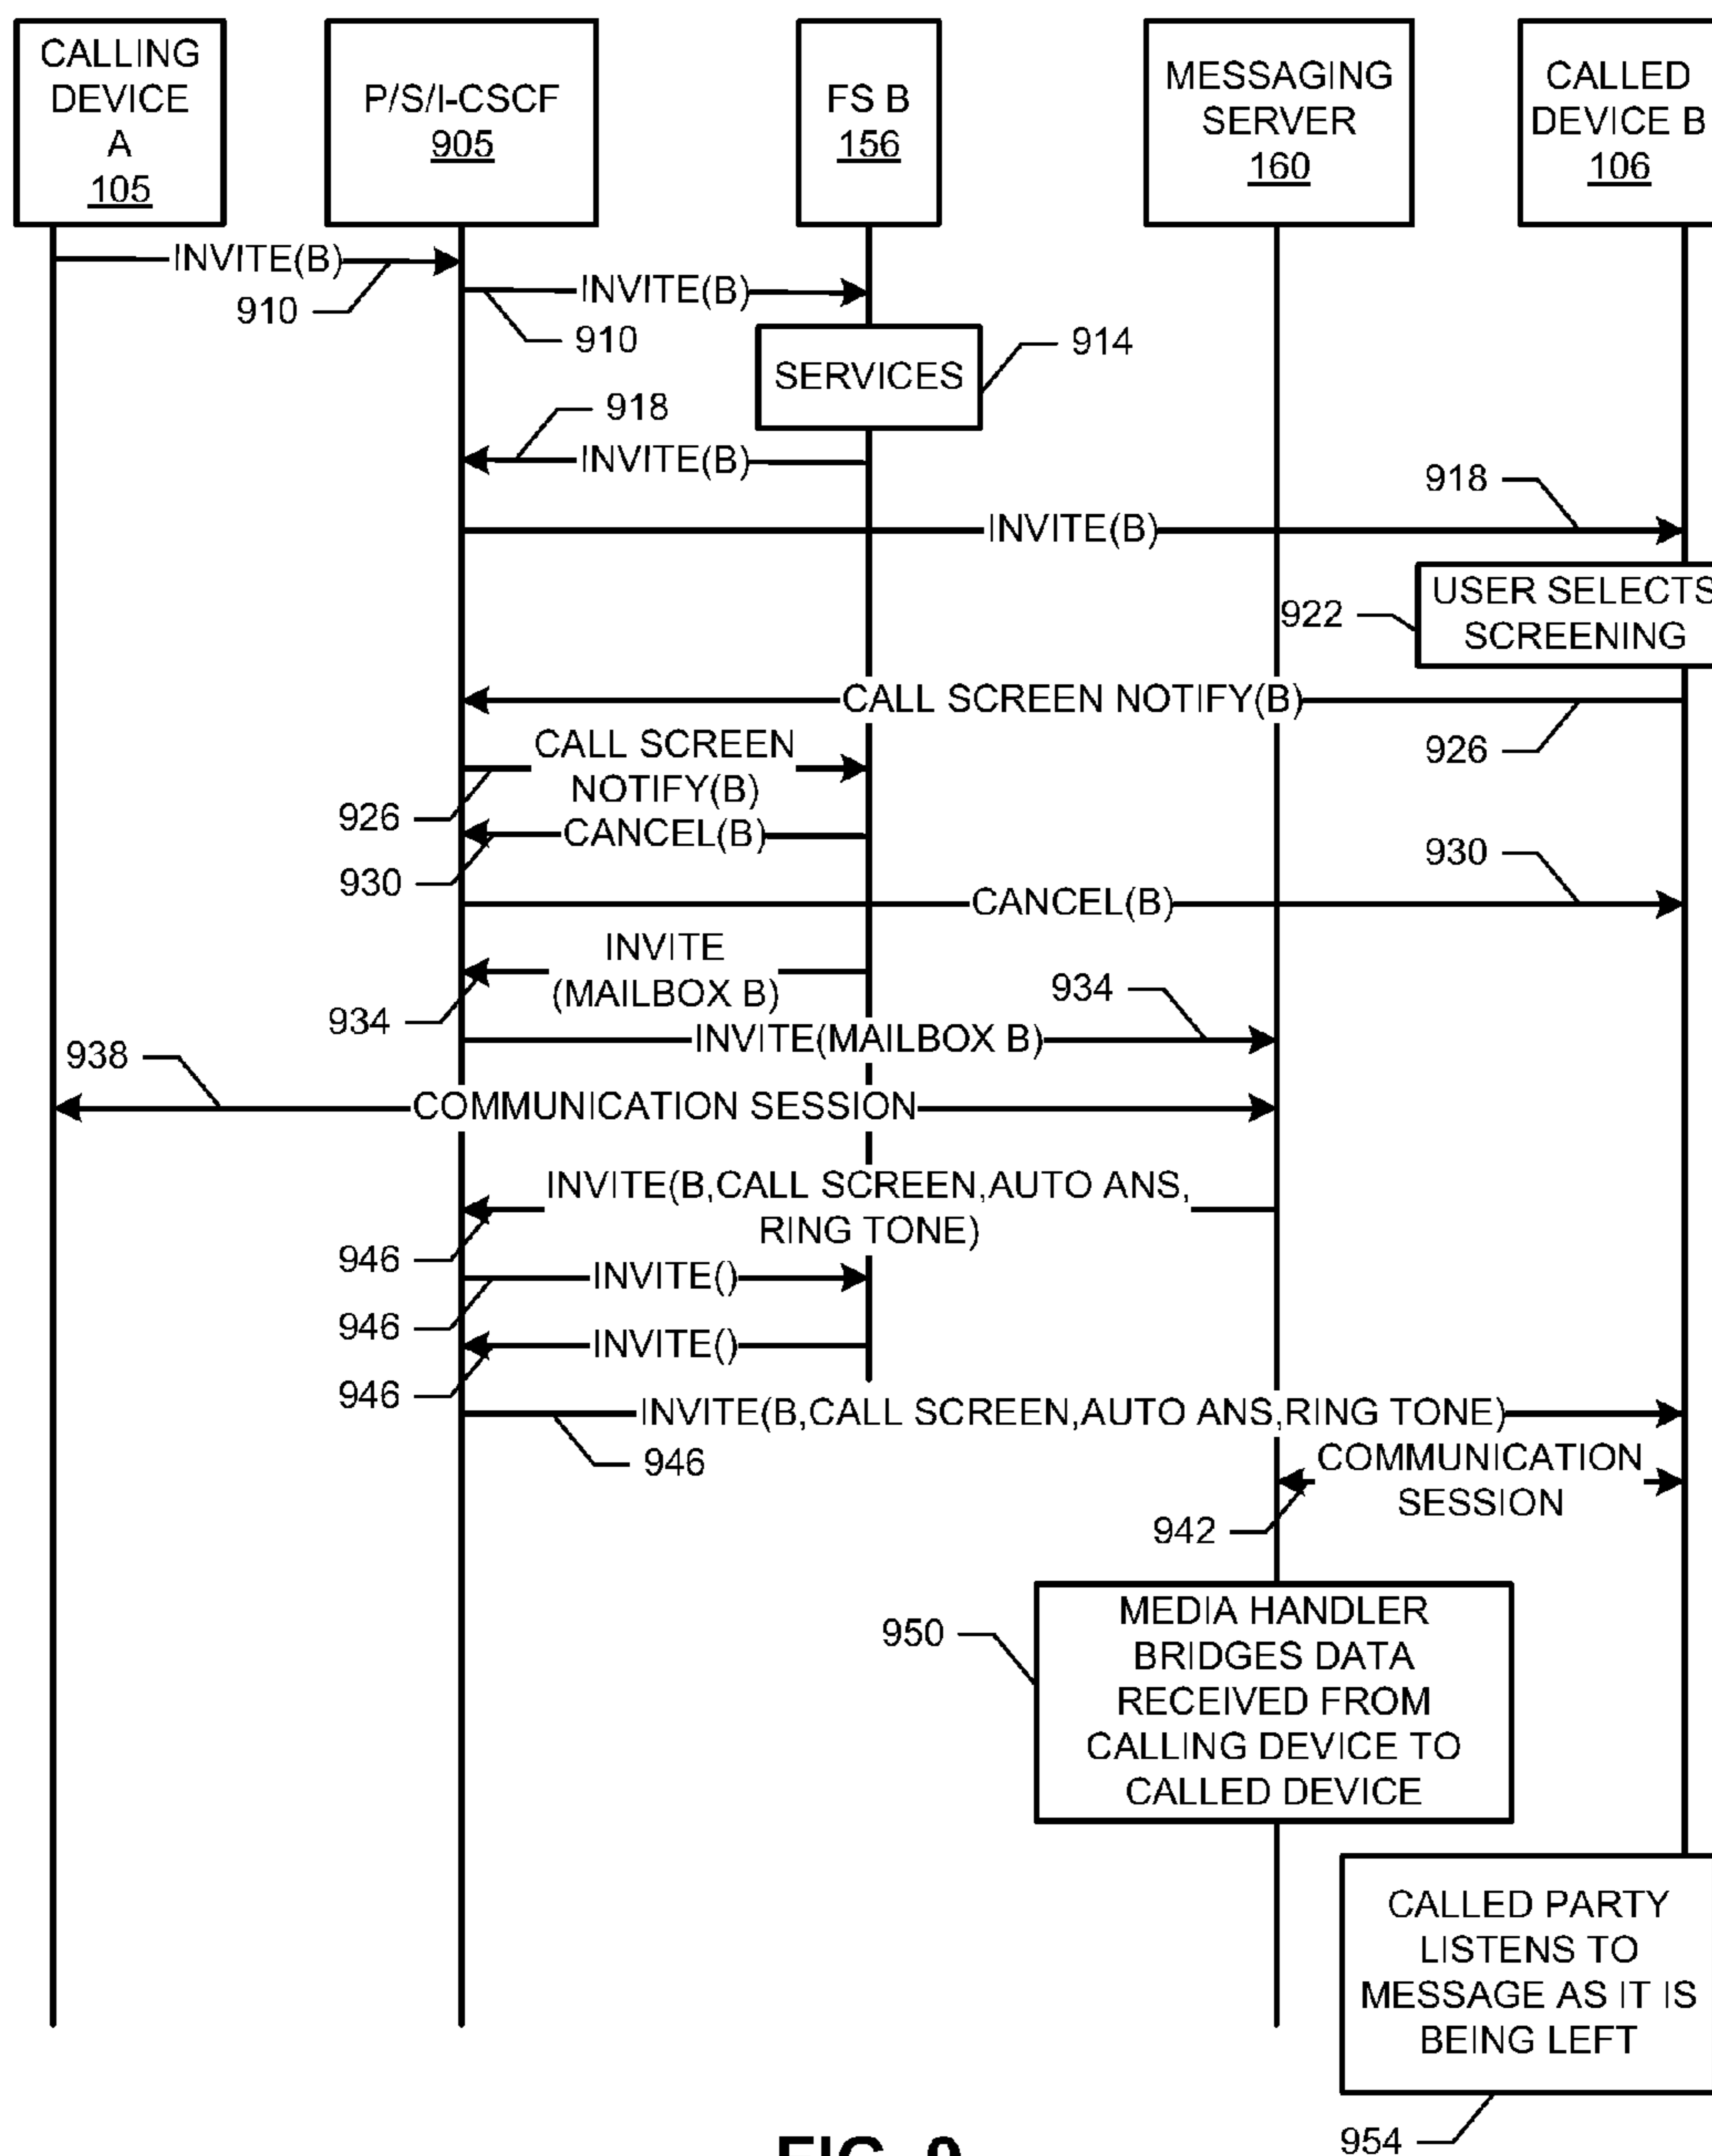 CALLING
DEVICE
A
105
P/S/I-CSCF
905
FS B
156
MESSAGING
SERVER
160
CALLED
DEVICE B
106
INVITE(B)
910
INVITE(B)
910
SERVICES
914
918
INVITE(B)
918
INVITE(B)
USER SELECTS
SCREENING
922
CALL SCREEN NOTIFY(B)
926
CALL SCREEN
NOTIFY(B)
926
CANCEL(B)
930
930
CANCEL(B)
INVITE
(MAILBOX B)
934
934
INVITE(MAILBOX B)
938
COMMUNICATION SESSION
INVITE(B,CALL SCREEN,AUTO ANS,
RING TONE)
946
INVITE()
946
INVITE()
946
INVITE(B,CALL SCREEN,AUTO ANS,RING TONE)
946
COMMUNICATION
SESSION
942
MEDIA HANDLER
BRIDGES DATA
RECEIVED FROM
CALLING DEVICE TO
CALLED DEVICE
950
CALLED PARTY
LISTENS TO
MESSAGE AS IT IS
BEING LEFT
954
FIG. 9